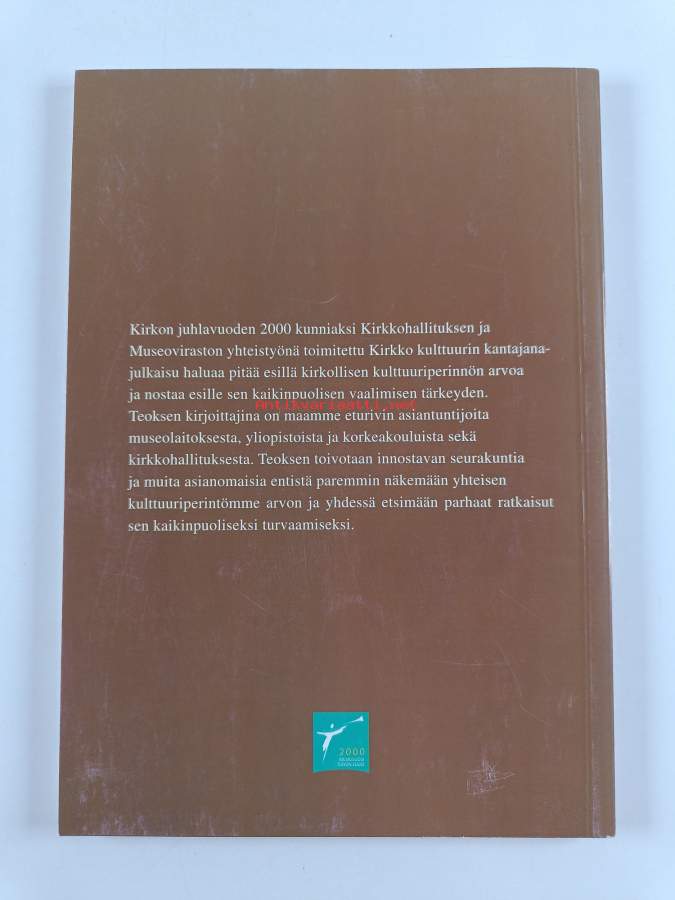 Kirkon juhlavuoden 2000 kunniaksi Kirkkohallituksen ja
Museoviraston yhteistyönä toimitettu Kirkko kulttuurin kantajana-
julkaisu haluaa pitää esillä kirkollisen kulttuuriperinnön arvoa
ja nostaa esille sen kaikinpuolisen vaalimisen tärkeyden.
Antikvariaatti.net
Teoksen kirjoittajina on maamme eturivin asiantuntijoita
museolaitoksesta, yliopistoista ja korkeakouluista sekä
kirkkohallituksesta. Teoksen toivotaan innostavan seurakuntia
ja muita asianomaisia entistä paremmin näkemään yhteisen
kulttuuriperintömme arvon ja yhdessä etsimään parhaat ratkaisut
sen kaikinpuoliseksi turvaamiseksi.
2000